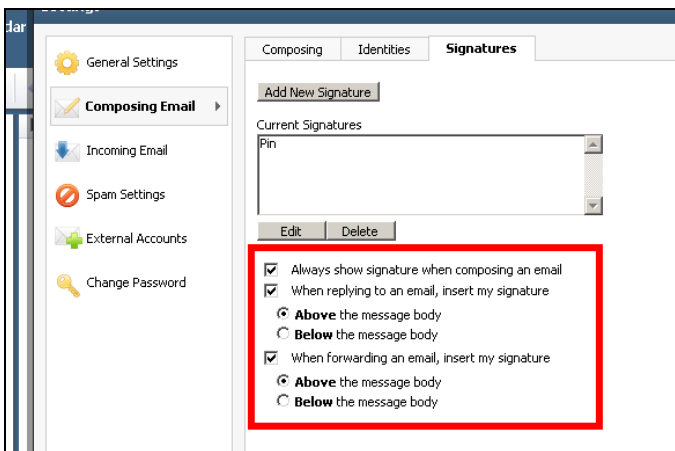 General Settings
Composing Email
Incoming Email
Spam Settings
External Accounts
Change Password
Composing
Identities
Signatures
Add New Signature
Current Signatures
Pin
Edit
Delete
Always show signature when composing an email
When replying to an email, insert my signature
Above the message body
Below the message body
When forwarding an email, insert my signature
Above the message body
Below the message body